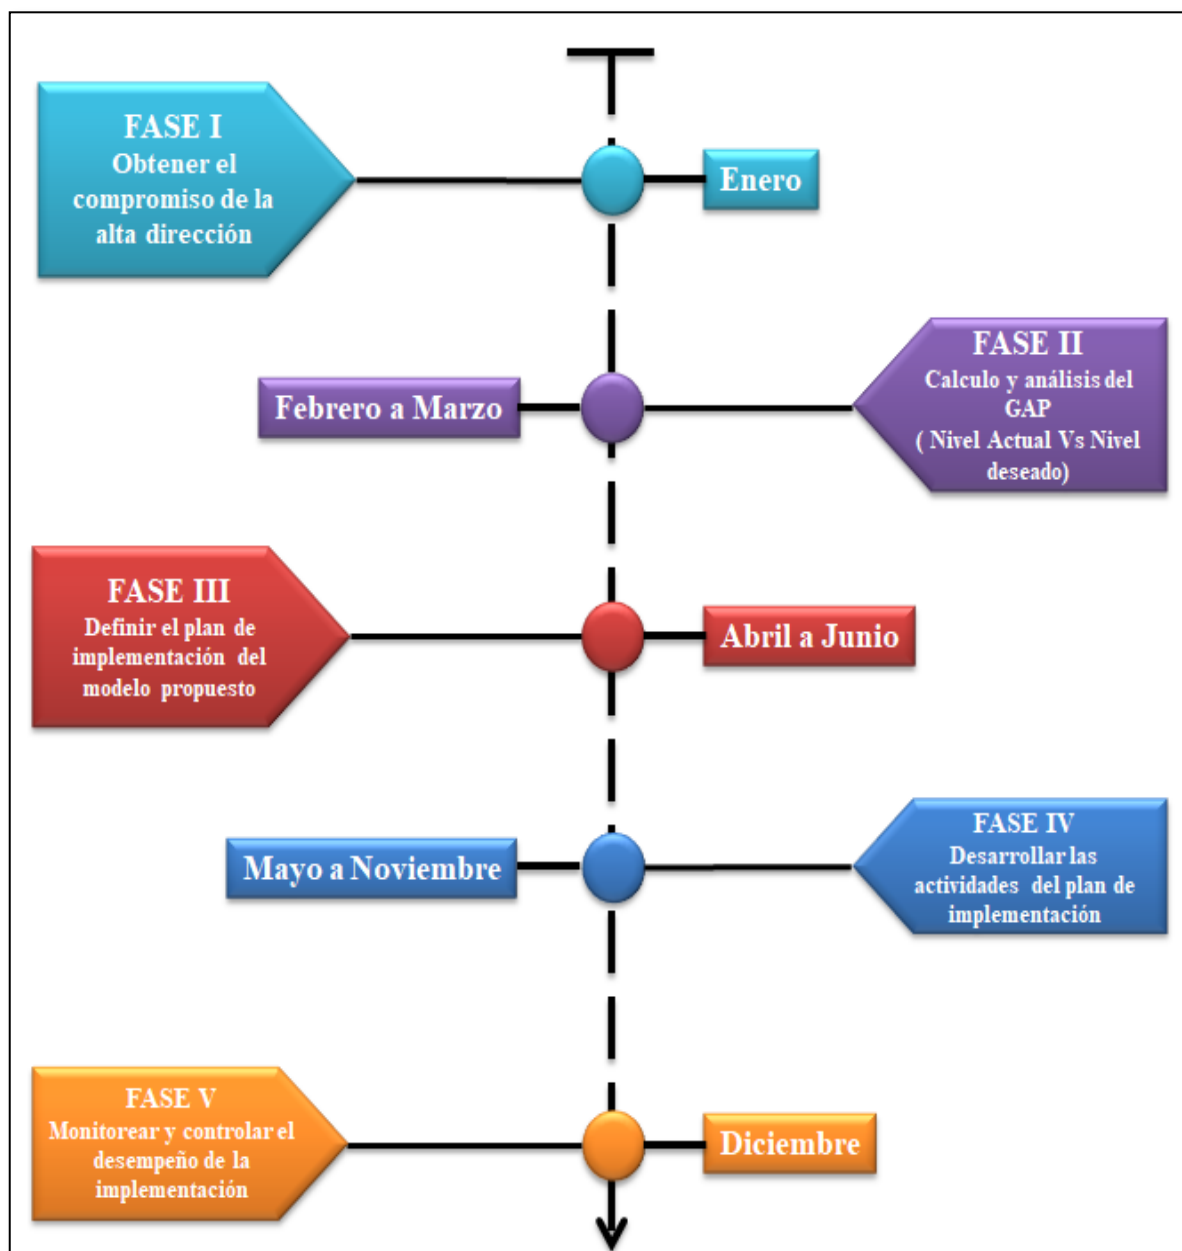 FASE I
Obtener el
compromiso de la
alta dirección
Enero
FASE II
Calculo y análisis del
GAP
( Nivel Actual Vs Nivel
deseado)
Febrero a Marzo
FASE III
Definir el plan de
implementación del
modelo propuesto
Abril a Junio
FASE IV
Desarrollar las
actividades del plan de
implementación
Mayo a Noviembre
FASE V
Monitorear y controlar el
desempeño de la
implementación
Diciembre